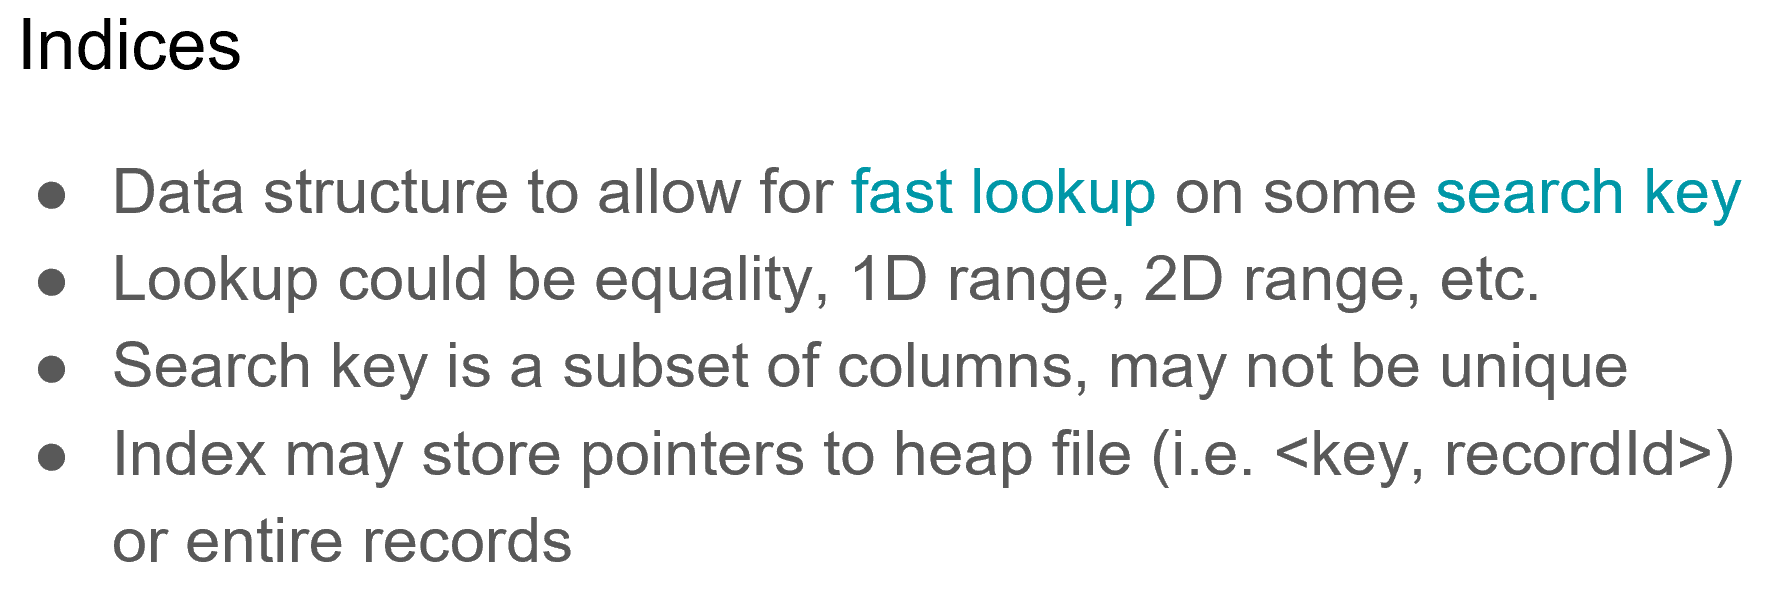 Indices
● Data structure to allow for fast lookup on some search key
● Lookup could be equality, 1D range, 2D range, etc.
● Search key is a subset of columns, may not be unique
● Index may store pointers to heap file (i.e. <key, recordId>)
or entire records